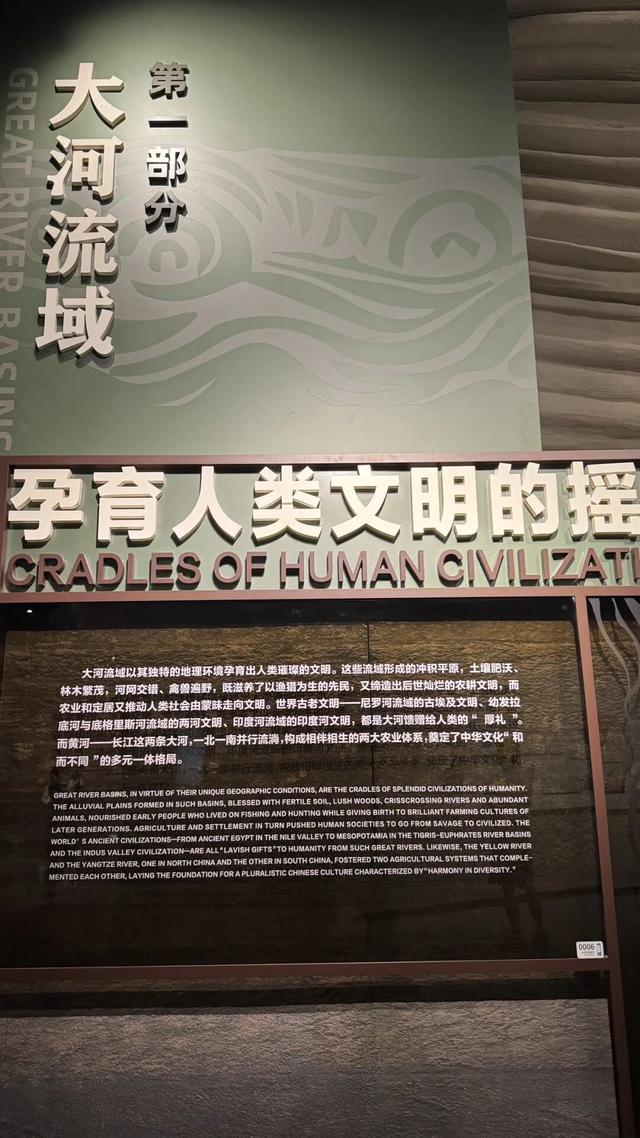 第一部分
大河流域
GREAT RIVER BASINS
孕育人类文明的摇
CRADLES OF HUMAN CIVILIZATI
大河流域以其独特的地理环境孕育出人类璀璨的文明。这些流域形成的冲积平原，土壤肥沃、
林木繁茂，河网交错、禽兽遍野，既滋养了以渔猎为生的先民，又缔造出后世灿烂的农耕文明，而
农业和定居又推动人类社会由蒙昧走向文明。世界古老文明——尼罗河流域的古埃及文明、幼发拉
底河与底格里斯河流域的两河文明、印度河流域的印度河文明，都是大河馈赠给人类的“厚礼”。
而黄河——长江这两条大河，一北一南并行流淌，构成相伴相生的两大农业体系，奠定了中华文化“和
而不同”的多元一体格局。
GREAT RIVER BASINS, IN VIRTUE OF THEIR UNIQUE GEOGRAPHIC CONDITIONS, ARE THE CRADLES OF SPLENDID CIVILIZATIONS OF HUMANITY.
THE ALLUVIAL PLAINS FORMED IN SUCH BASINS, BLESSED WITH FERTILE SOIL, LUSH WOODS, CRISSCROSSING RIVERS AND ABUNDANT
ANIMALS, NOURISHED EARLY PEOPLE WHO LIVED ON FISHING AND HUNTING WHILE GIVING BIRTH TO BRILLIANT FARMING CULTURES OF
LATER GENERATIONS. AGRICULTURE AND SETTLEMENT IN TURN PUSHED HUMAN SOCIETIES TO GO FROM SAVAGE TO CIVILIZED. THE
WORLD'S ANCIENT CIVILIZATIONS—FROM ANCIENT EGYPT IN THE NILE VALLEY TO MESOPOTAMIA IN THE TIGRIS-EUPHRATES RIVER BASINS
AND THE INDUS VALLEY CIVILIZATION—ARE ALL "LAVISH GIFTS" TO HUMANITY FROM SUCH GREAT RIVERS. LIKEWISE, THE YELLOW RIVER
AND THE YANGTZE RIVER, ONE IN NORTH CHINA AND THE OTHER IN SOUTH CHINA, FOSTERED TWO AGRICULTURAL SYSTEMS THAT COMPLE-
MENTED EACH OTHER, LAYING THE FOUNDATION FOR A PLURALISTIC CHINESE CULTURE CHARACTERIZED BY "HARMONY IN DIVERSITY."
0006